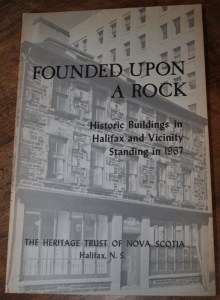 FOUNDED UPON
A ROCK
Historic Buildings in
Halifax and Vicinity
Standing in 1967
THE HERITAGE TRUST OF NOVA SCOTIA
Halifax, N. S.